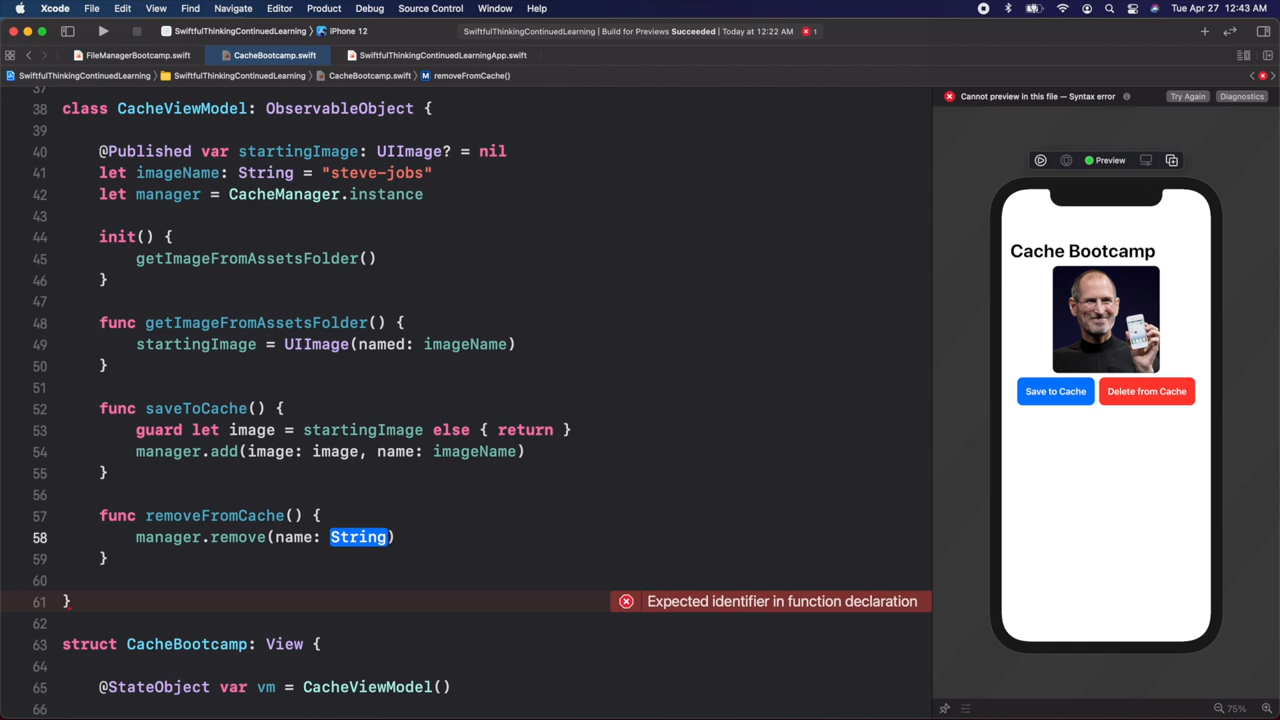 Xcode File Edit View Find Navigate Editor Product Debug Source Control Window Help Tue Apr 27 12:43 AM
SwiftfulThinkingContinuedLearning iPhone 12 SwiftfulThinkingContinuedLearning | Build for Previews Succeeded | Today at 12:22 AM 1
FileManagerBootcamp.swift CacheBootcamp.swift SwiftfulThinkingContinuedLearningApp.swift
SwiftfulThinkingContinuedLearning SwiftfulThinkingContinuedLearning CacheBootcamp.swift M removeFromCache()
37
38 class CacheViewModel: ObservableObject {
39
40 @Published var startingImage: UIImage? = nil
41 let imageName: String = "steve-jobs"
42 let manager = CacheManager.instance
43
44 init() {
45 getImageFromAssetsFolder()
46 }
47
48 func getImageFromAssetsFolder() {
49 startingImage = UIImage(named: imageName)
50 }
51
52 func saveToCache() {
53 guard let image = startingImage else { return }
54 manager.add(image: image, name: imageName)
55 }
56
57 func removeFromCache() {
58 manager.remove(name: String)
59 }
60
61 } Expected identifier in function declaration
62
63 struct CacheBootcamp: View {
64
65 @StateObject var vm = CacheViewModel()
66
Cannot preview in this file — Syntax error Try Again Diagnostics
Preview
Cache Bootcamp
Save to Cache Delete from Cache
75%